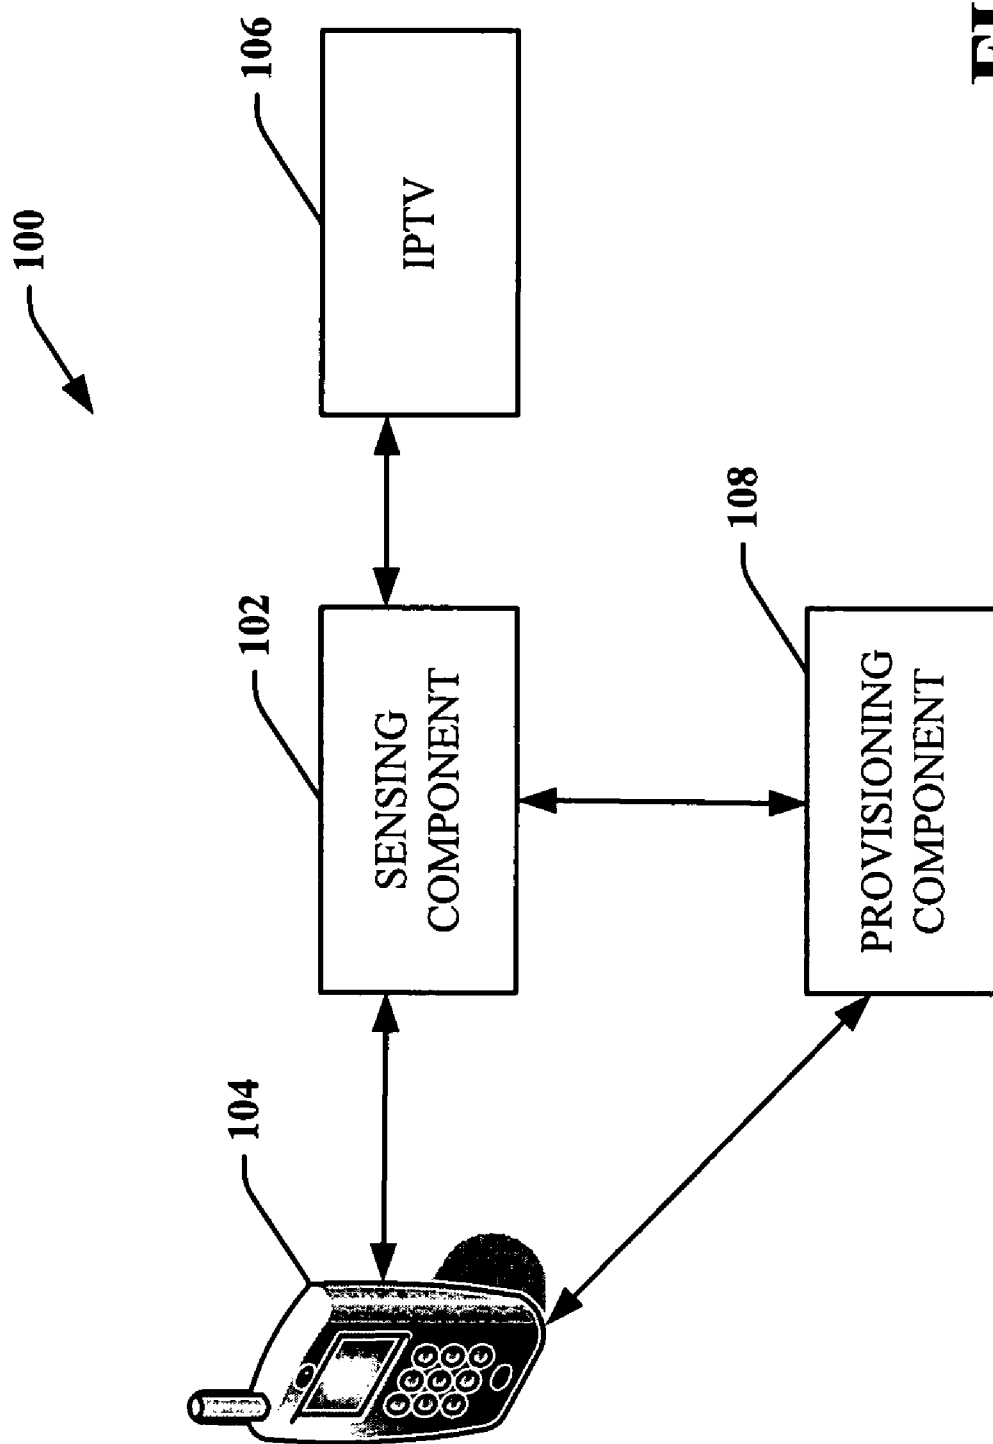 100
104
102
106
SENSING
COMPONENT
IPTV
108
PROVISIONING
COMPONENT